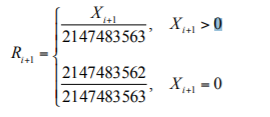 R_{i+1} = { X_{i+1} / 2147483563 , X_{i+1} > 0
2147483562 / 2147483563 , X_{i+1} = 0